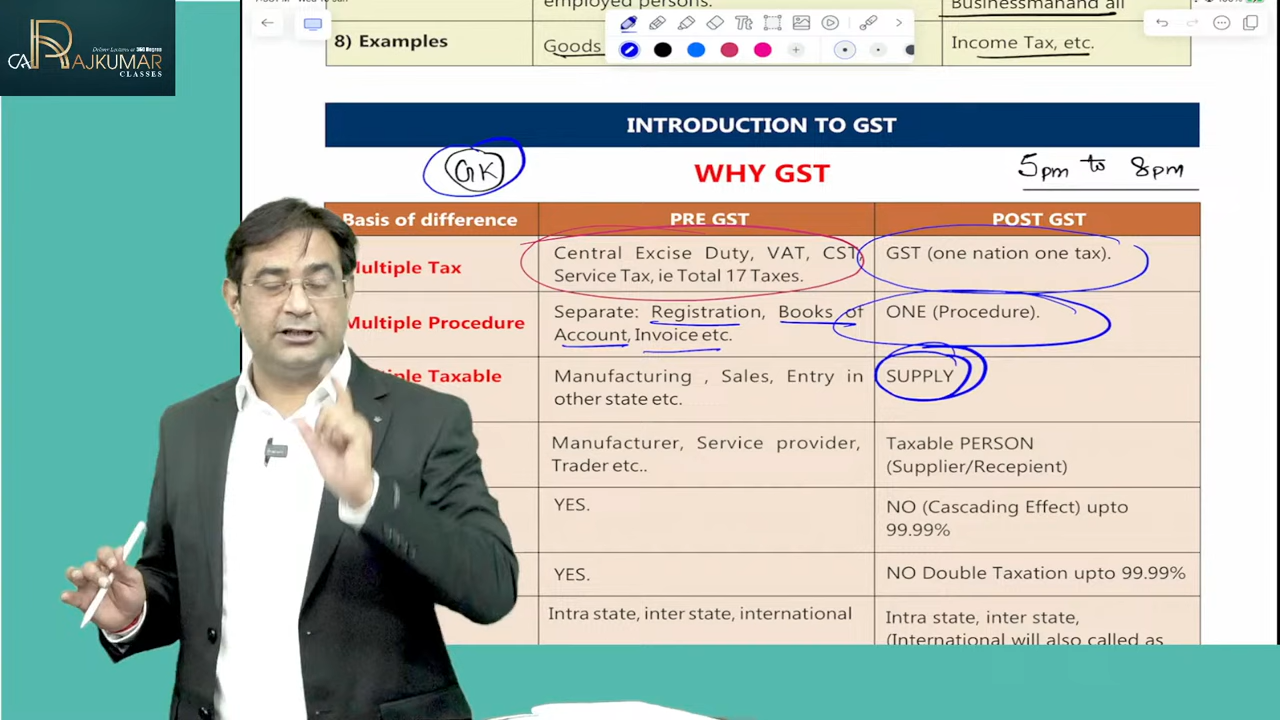 Deliver Lectures at 360 Degree
CA RAJKUMAR
CLASSES
employed persons.
Businessmanand all
8) Examples
Goods
Income Tax, etc.
INTRODUCTION TO GST
GK
WHY GST
5pm to 8pm
Basis of difference
PRE GST
POST GST
Multiple Tax
Central Excise Duty, VAT, CST,
Service Tax, ie Total 17 Taxes.
GST (one nation one tax).
Multiple Procedure
Separate: Registration, Books of
Account, Invoice etc.
ONE (Procedure).
Taxable
Manufacturing , Sales, Entry in
other state etc.
SUPPLY
Manufacturer, Service provider,
Trader etc..
Taxable PERSON
(Supplier/Recepient)
YES.
NO (Cascading Effect) upto
99.99%
YES.
NO Double Taxation upto 99.99%
Intra state, inter state, international
Intra state, inter state,
(International will also called as